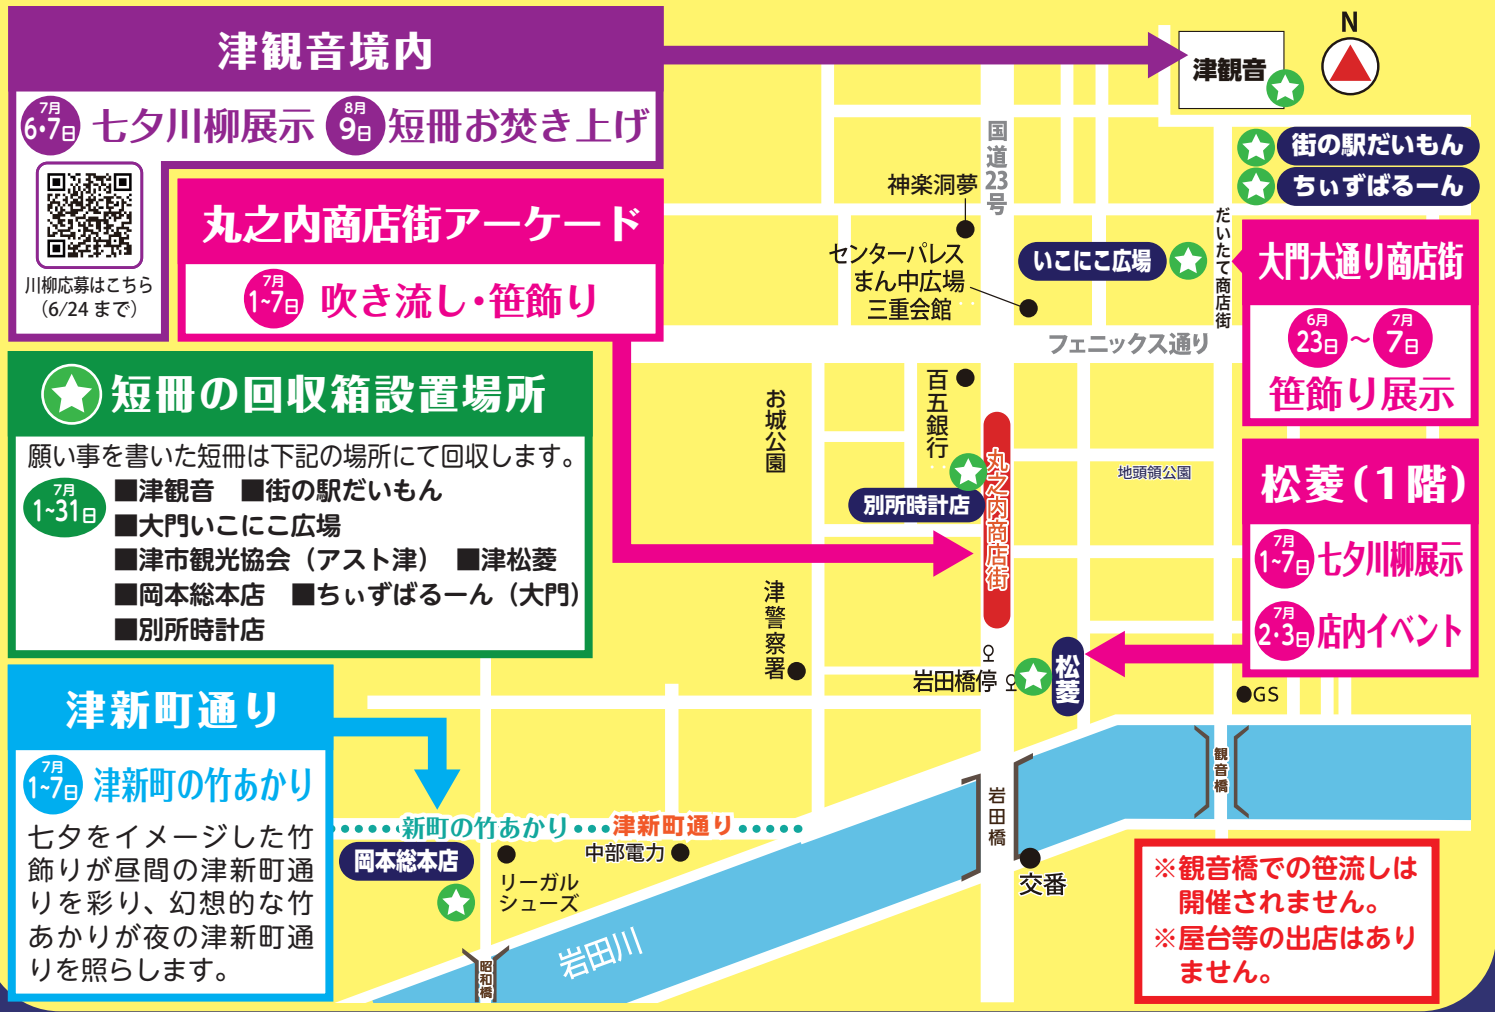 津観音境内
7月6・7日 七夕川柳展示 8月9日 短冊お焚き上げ
川柳応募はこちら
（6/24 まで）
丸之内商店街アーケード
7月1~7日 吹き流し・笹飾り
短冊の回収箱設置場所
願い事を書いた短冊は下記の場所にて回収します。
7月1~31日
■津観音 ■街の駅だいもん
■大門いこにこ広場
■津市観光協会（アスト津） ■津松菱
■岡本総本店 ■ちぃずばるーん（大門）
■別所時計店
津新町通り
7月1~7日 津新町の竹あかり
七夕をイメージした竹
飾りが昼間の津新町通
りを彩り、幻想的な竹
あかりが夜の津新町通
りを照らします。
N
津観音
街の駅だいもん
ちぃずばるーん
国道23号
神楽洞夢
センターパレス
まん中広場
三重会館
いこにこ広場
だいたて商店街
フェニックス通り
大門大通り商店街
6月23日～7月7日
笹飾り展示
百五銀行
お城公園
丸之内商店街
別所時計店
地頭領公園
松菱（1階）
7月1~7日 七夕川柳展示
7月2・3日 店内イベント
津警察署
岩田橋停
松菱
GS
観音橋
岩田橋
新町の竹あかり
津新町通り
岡本総本店
中部電力
リーガル
シューズ
交番
岩田川
昭和橋
※観音橋での笹流しは
開催されません。
※屋台等の出店はあり
ません。